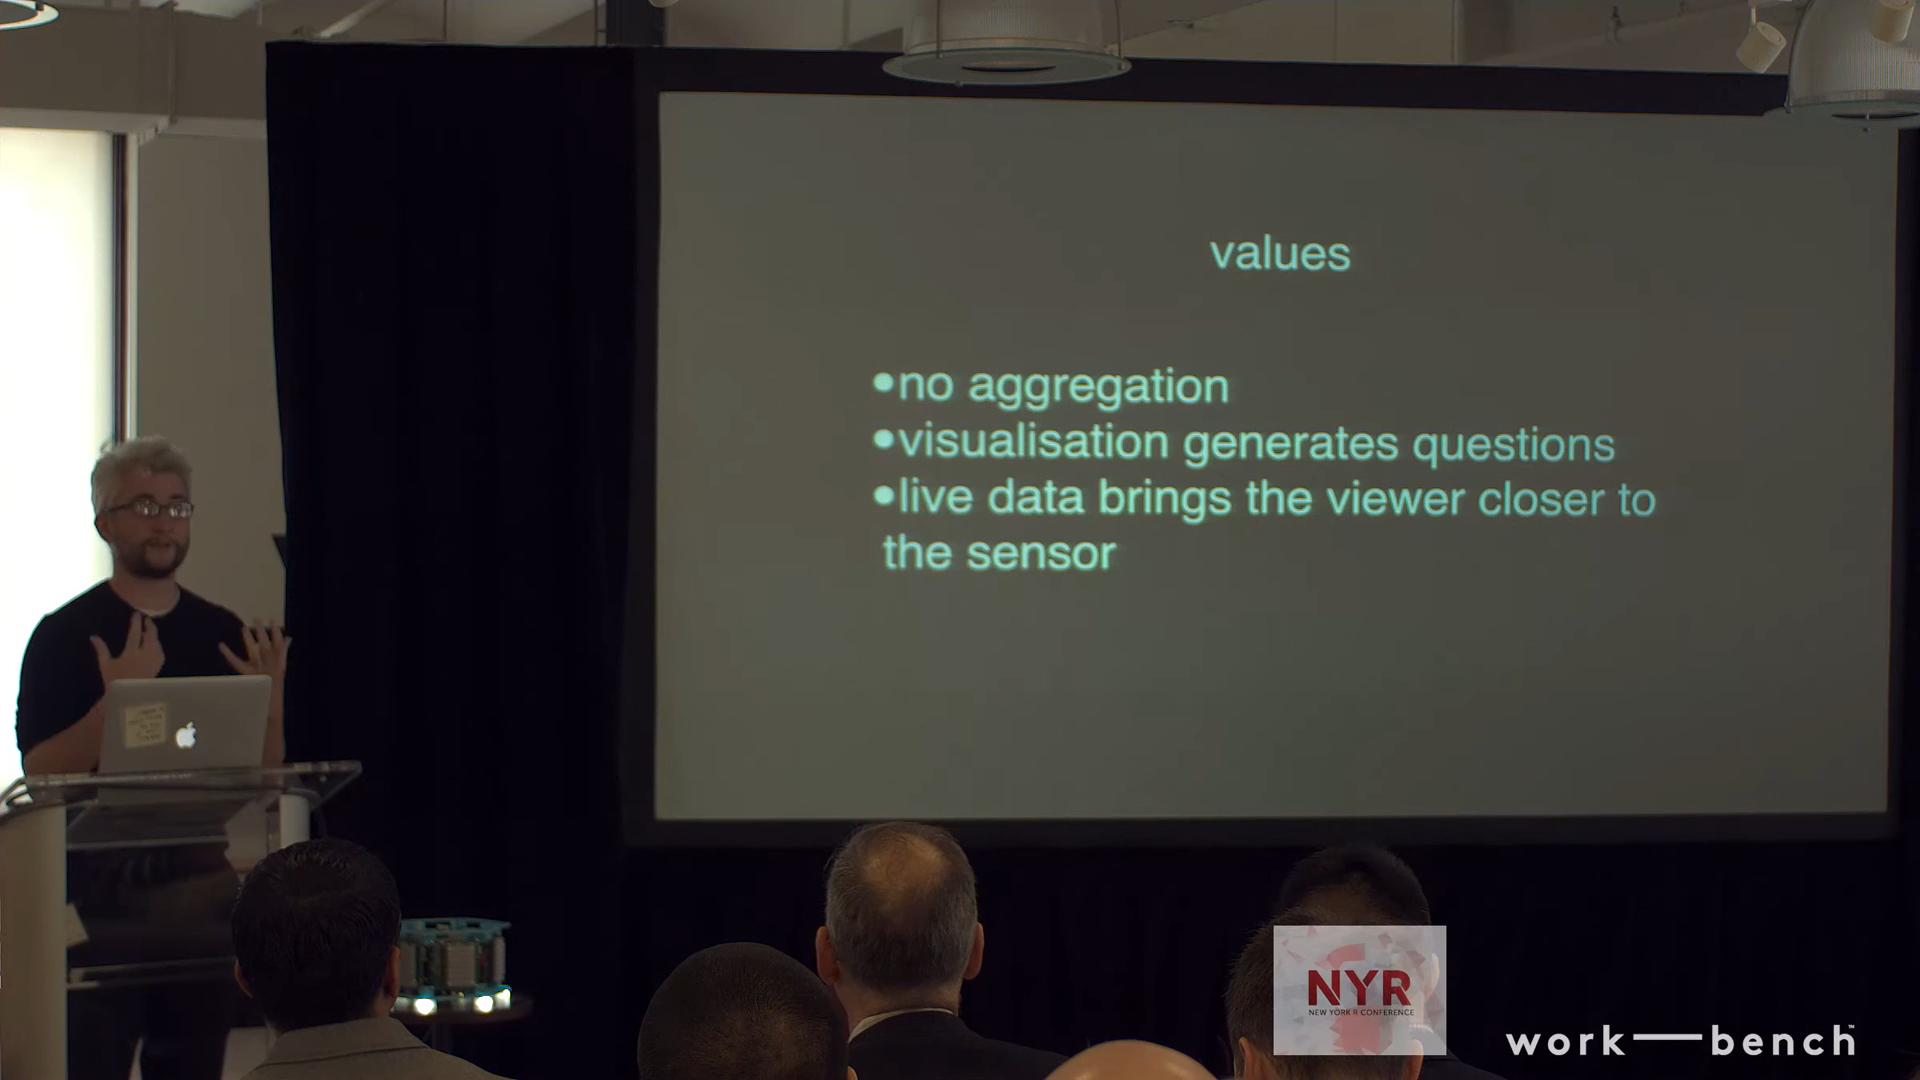 values
•no aggregation
•visualisation generates questions
•live data brings the viewer closer to
the sensor
NYR
NEW YORK R CONFERENCE
work—bench™